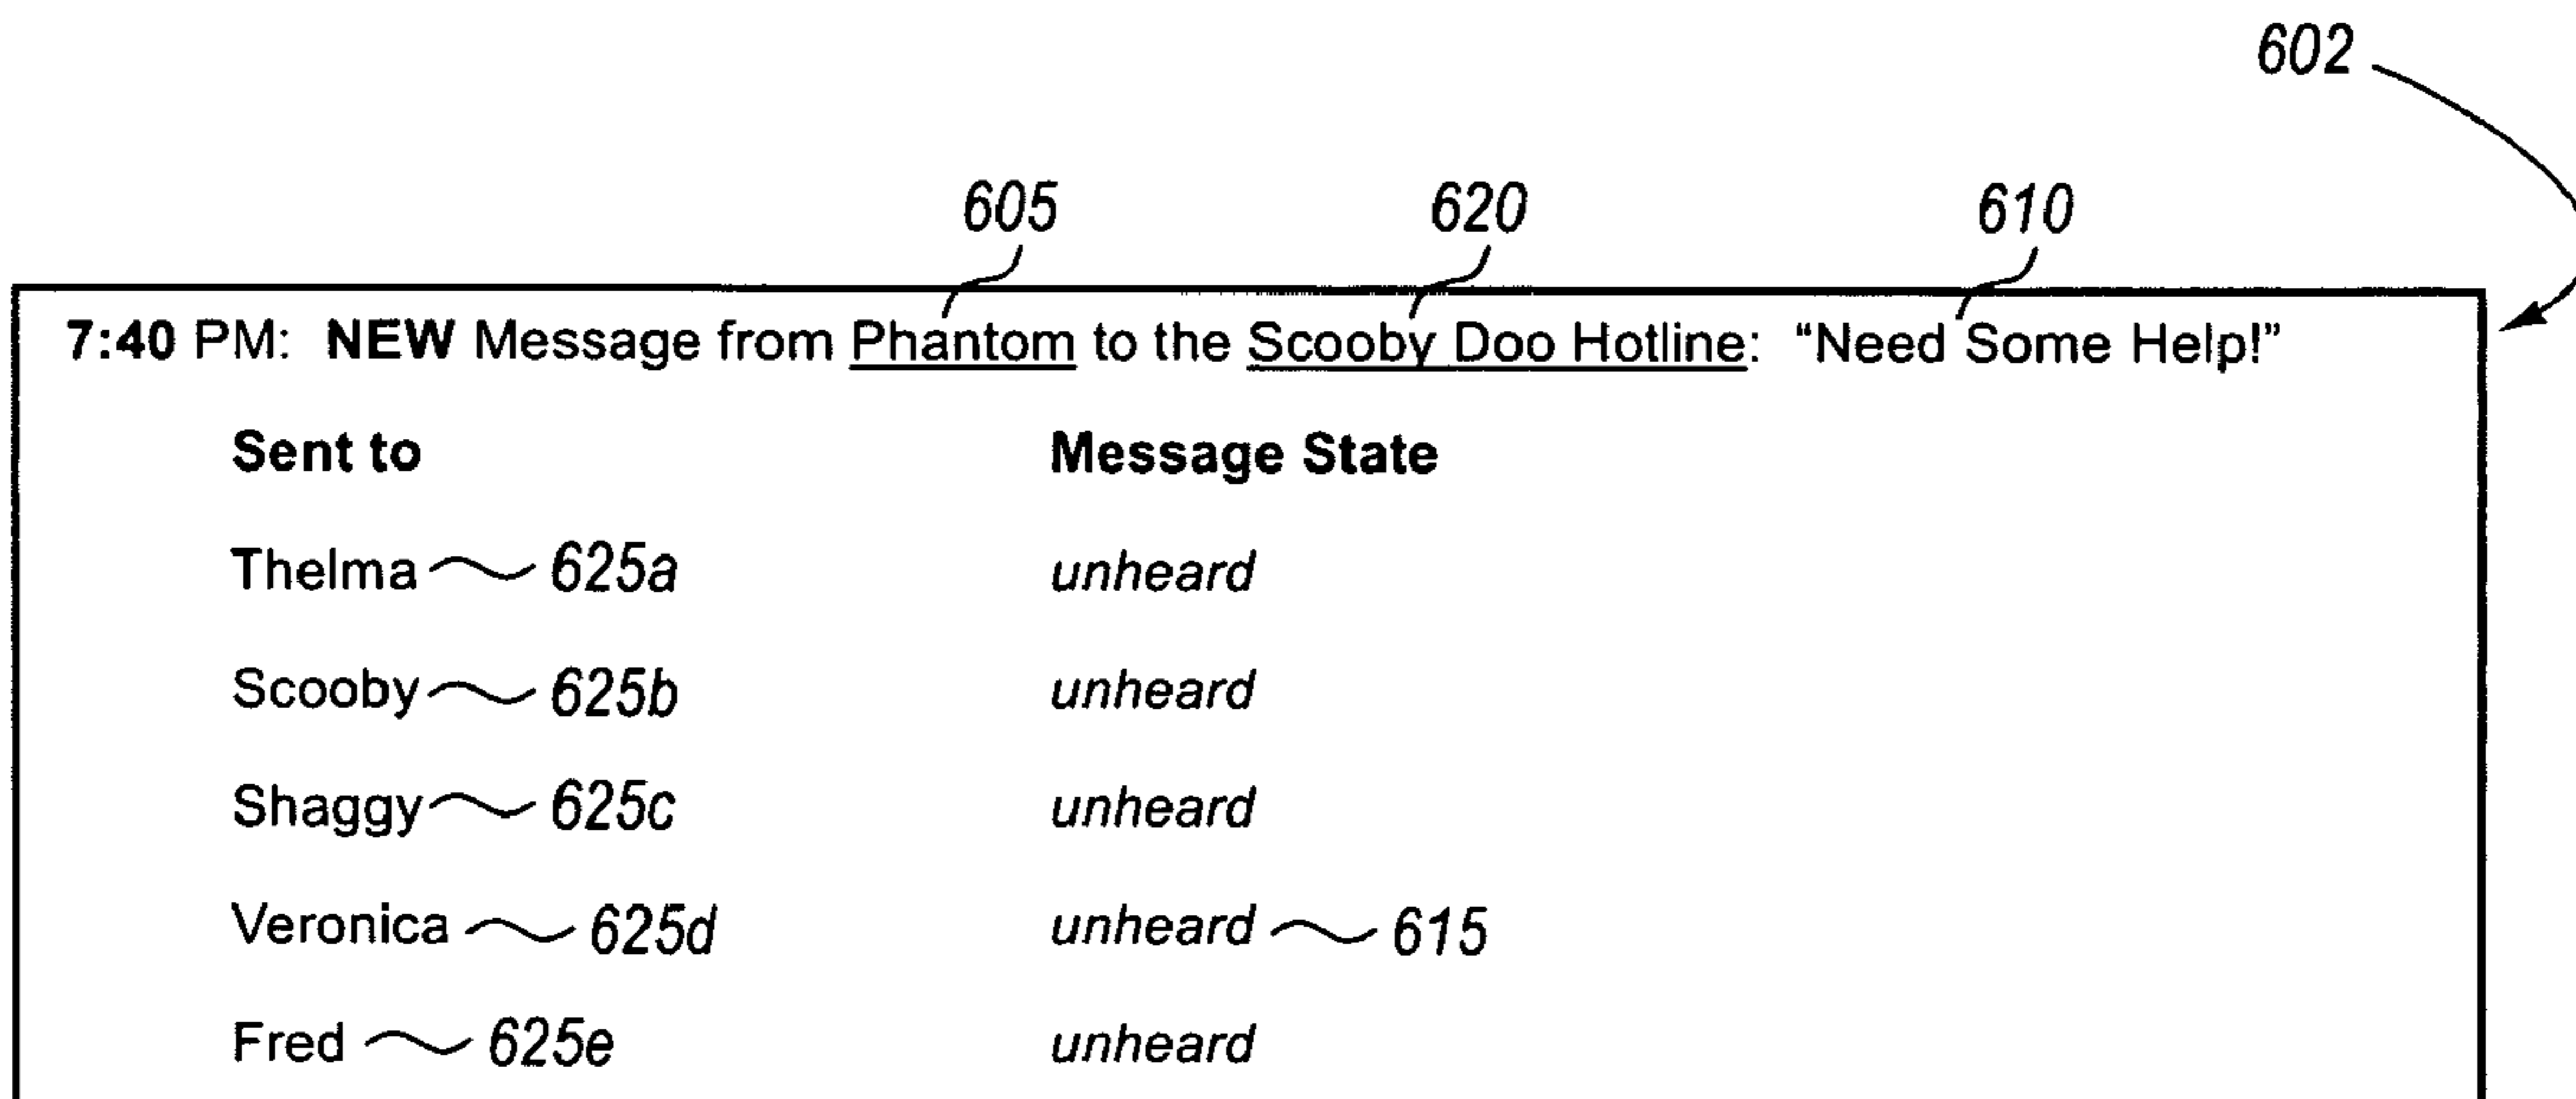 602
605 620 610
7:40 PM: NEW Message from Phantom to the Scooby Doo Hotline: “Need Some Help!”
Sent to Message State
Thelma 625a unheard
Scooby 625b unheard
Shaggy 625c unheard
Veronica 625d unheard 615
Fred 625e unheard